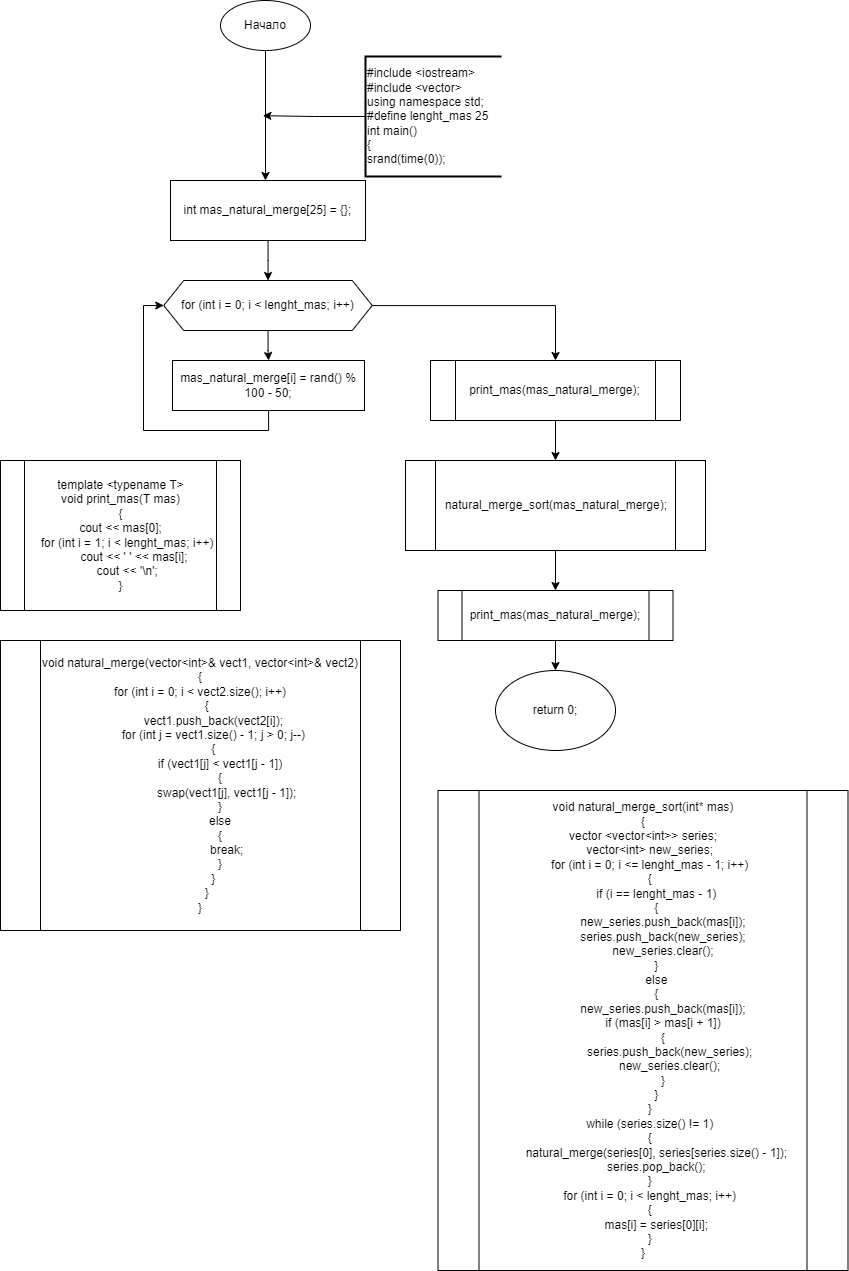 Начало
#include <iostream>
#include <vector>
using namespace std;
#define lenght_mas 25
int main()
{
srand(time(0));
int mas_natural_merge[25] = {};
for (int i = 0; i < lenght_mas; i++)
mas_natural_merge[i] = rand() %
100 - 50;
print_mas(mas_natural_merge);
natural_merge_sort(mas_natural_merge);
print_mas(mas_natural_merge);
return 0;
template <typename T>
void print_mas(T mas)
{
cout << mas[0];
for (int i = 1; i < lenght_mas; i++)
cout << ' ' << mas[i];
cout << '\n';
}
void natural_merge(vector<int>& vect1, vector<int>& vect2)
{
for (int i = 0; i < vect2.size(); i++)
{
vect1.push_back(vect2[i]);
for (int j = vect1.size() - 1; j > 0; j--)
{
if (vect1[j] < vect1[j - 1])
{
swap(vect1[j], vect1[j - 1]);
}
else
{
break;
}
}
}
}
void natural_merge_sort(int* mas)
{
vector <vector<int>> series;
vector<int> new_series;
for (int i = 0; i <= lenght_mas - 1; i++)
{
if (i == lenght_mas - 1)
{
new_series.push_back(mas[i]);
series.push_back(new_series);
new_series.clear();
}
else
{
new_series.push_back(mas[i]);
if (mas[i] > mas[i + 1])
{
series.push_back(new_series);
new_series.clear();
}
}
}
while (series.size() != 1)
{
natural_merge(series[0], series[series.size() - 1]);
series.pop_back();
}
for (int i = 0; i < lenght_mas; i++)
{
mas[i] = series[0][i];
}
}